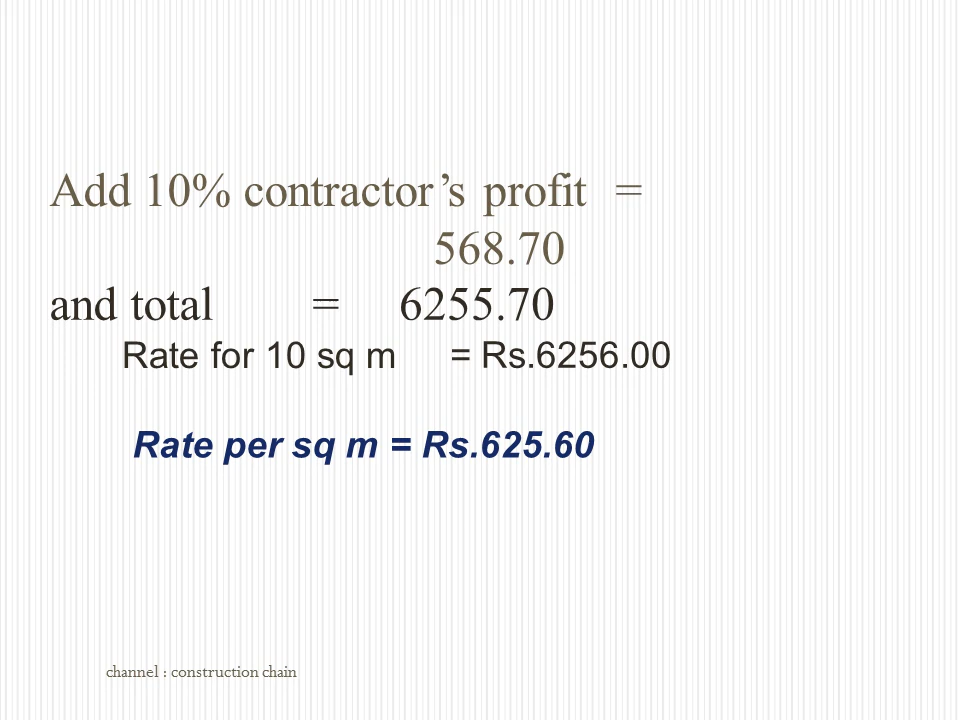 Add 10% contractor’s profit =
568.70
and total = 6255.70
Rate for 10 sq m = Rs.6256.00
Rate per sq m = Rs.625.60
channel : construction chain